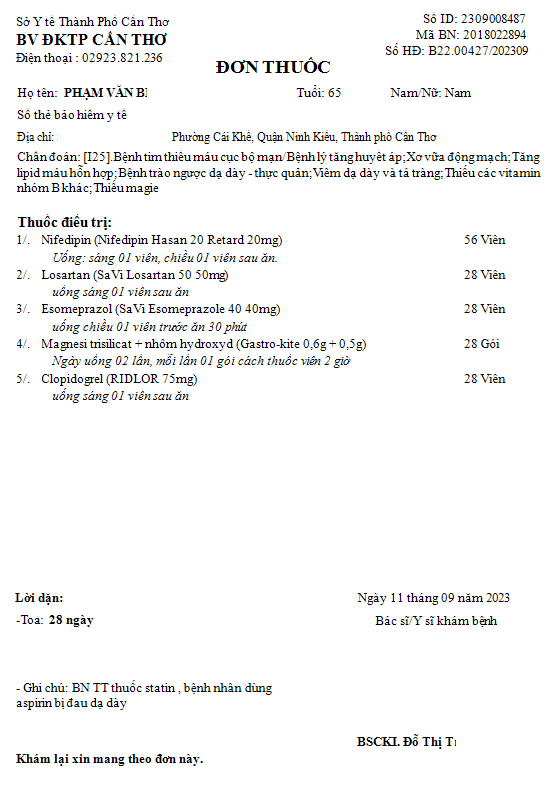 Sở Y tế Thành Phố Cần Thơ
BV ĐKTP CẦN THƠ
Điện thoại : 02923.821.236
Số ID: 2309008487
Mã BN: 2018022894
Số HĐ: B22.00427/202309
ĐƠN THUỐC
Họ tên: PHẠM VĂN Tuổi: 65 Nam/Nữ: Nam
Số thẻ bảo hiểm y tế
Địa chỉ: Phường Cái Khế, Quận Ninh Kiều, Thành phố Cần Thơ
Chẩn đoán: [I25].Bệnh tim thiếu máu cục bộ mạn/Bệnh lý tăng huyết áp;Xơ vữa động mạch;Tăng
lipid máu hỗn hợp;Bệnh trào ngược dạ dày - thực quản;Viêm dạ dày và tá tràng;Thiếu các vitamin
nhóm B khác;Thiếu magie
Thuốc điều trị:
1/. Nifedipin (Nifedipin Hasan 20 Retard 20mg) 56 Viên
Uống: sáng 01 viên, chiều 01 viên sau ăn.
2/. Losartan (SaVi Losartan 50 50mg) 28 Viên
uống sáng 01 viên sau ăn
3/. Esomeprazol (SaVi Esomeprazole 40 40mg) 28 Viên
uống chiều 01 viên trước ăn 30 phút
4/. Magnesi trisilicat + nhôm hydroxyd (Gastro-kite 0,6g + 0,5g) 28 Gói
Ngày uống 02 lần, mỗi lần 01 gói cách thuốc viên 2 giờ
5/. Clopidogrel (RIDLOR 75mg) 28 Viên
uống sáng 01 viên sau ăn
Lời dặn:
-Toa: 28 ngày
Ngày 11 tháng 09 năm 2023
Bác sĩ/Y sĩ khám bệnh
- Ghi chú: BN TT thuốc statin , bệnh nhân dùng
aspirin bị đau dạ dày
BSCKI. Đỗ Thị
Khám lại xin mang theo đơn này.